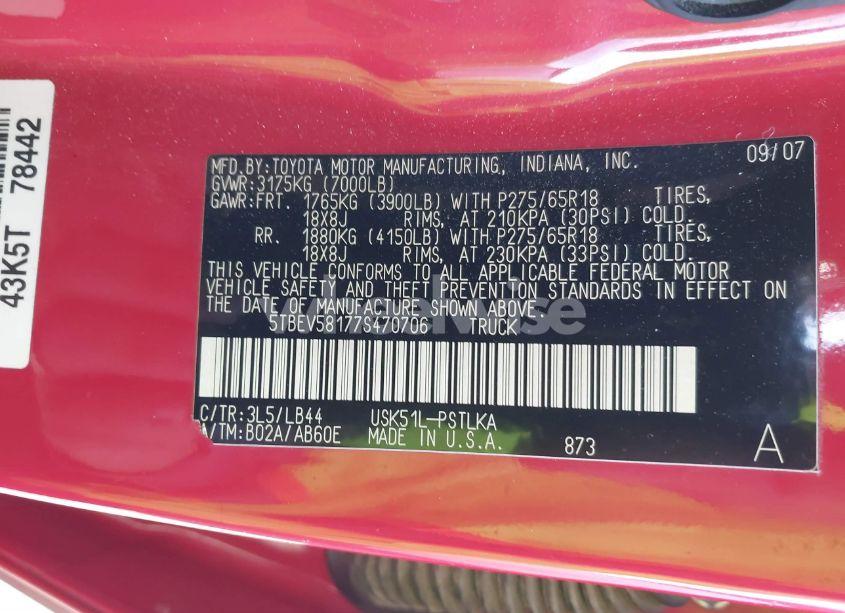 MFD.BY:TOYOTA MOTOR MANUFACTURING, INDIANA, INC. 09/07
GVWR:3175KG (7000LB)
GAWR:FRT. 1765KG (3900LB) WITH P275/65R18 TIRES,
18X8J RIMS, AT 210KPA (30PSI) COLD.
RR. 1880KG (4150LB) WITH P275/65R18 TIRES,
18X8J RIMS, AT 230KPA (33PSI) COLD.
THIS VEHICLE CONFORMS TO ALL APPLICABLE FEDERAL MOTOR
VEHICLE SAFETY AND THEFT PREVENTION STANDARDS IN EFFECT ON
THE DATE OF MANUFACTURE SHOWN ABOVE.
5TBEV58177S470706 TRUCK
C/TR:3L5/LB44 USK51L-PSTLKA
A/TM:B02A/AB60E MADE IN U.S.A. 873 A
43K5T 78442